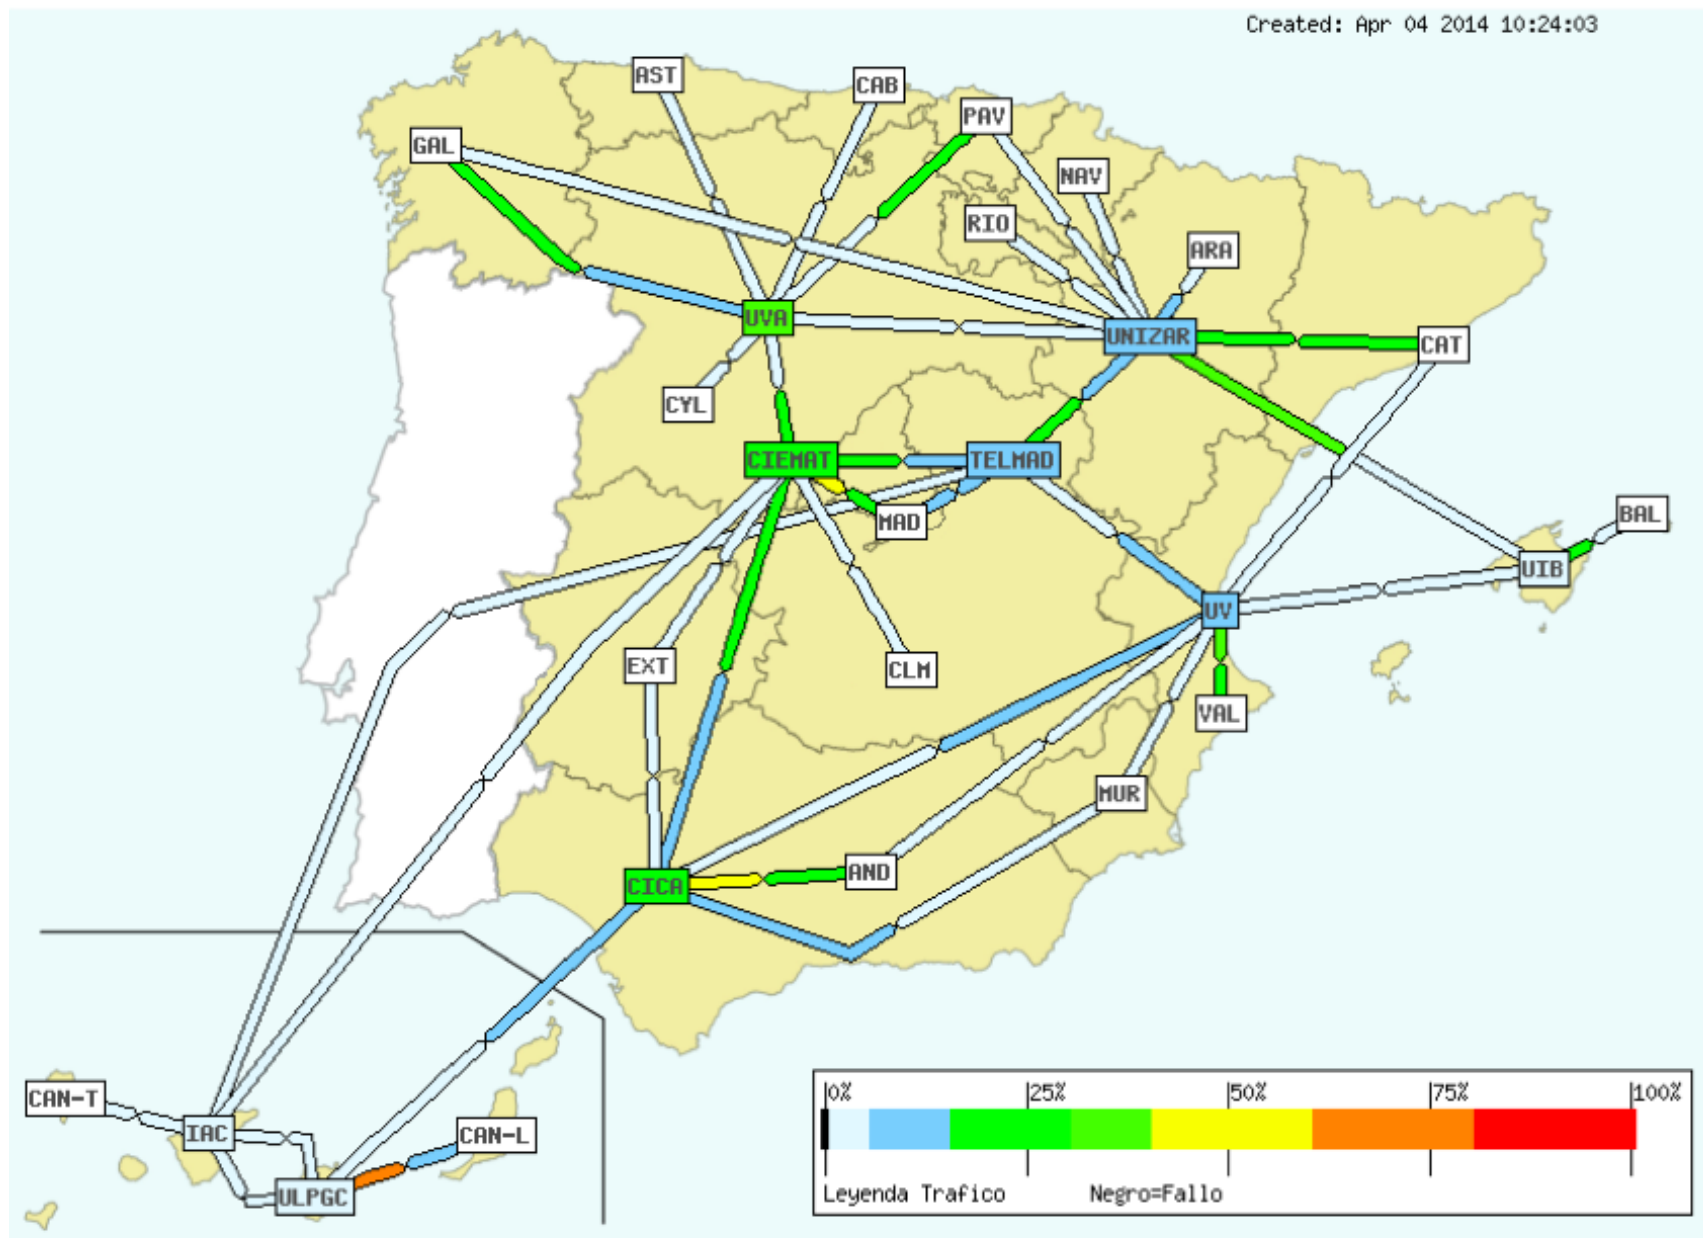 Created: Apr 04 2014 10:24:03
AST
CAB
PAV
GAL
NAV
RIO
ARA
UVA
UNIZAR
CAT
CYL
CIEMAT
TELMAD
MAD
BAL
UIB
UV
EXT
CLM
VAL
MUR
AND
CICA
CAN-T
IAC
CAN-L
ULPGC
0% 25% 50% 75% 100%
Leyenda Trafico Negro=Fallo